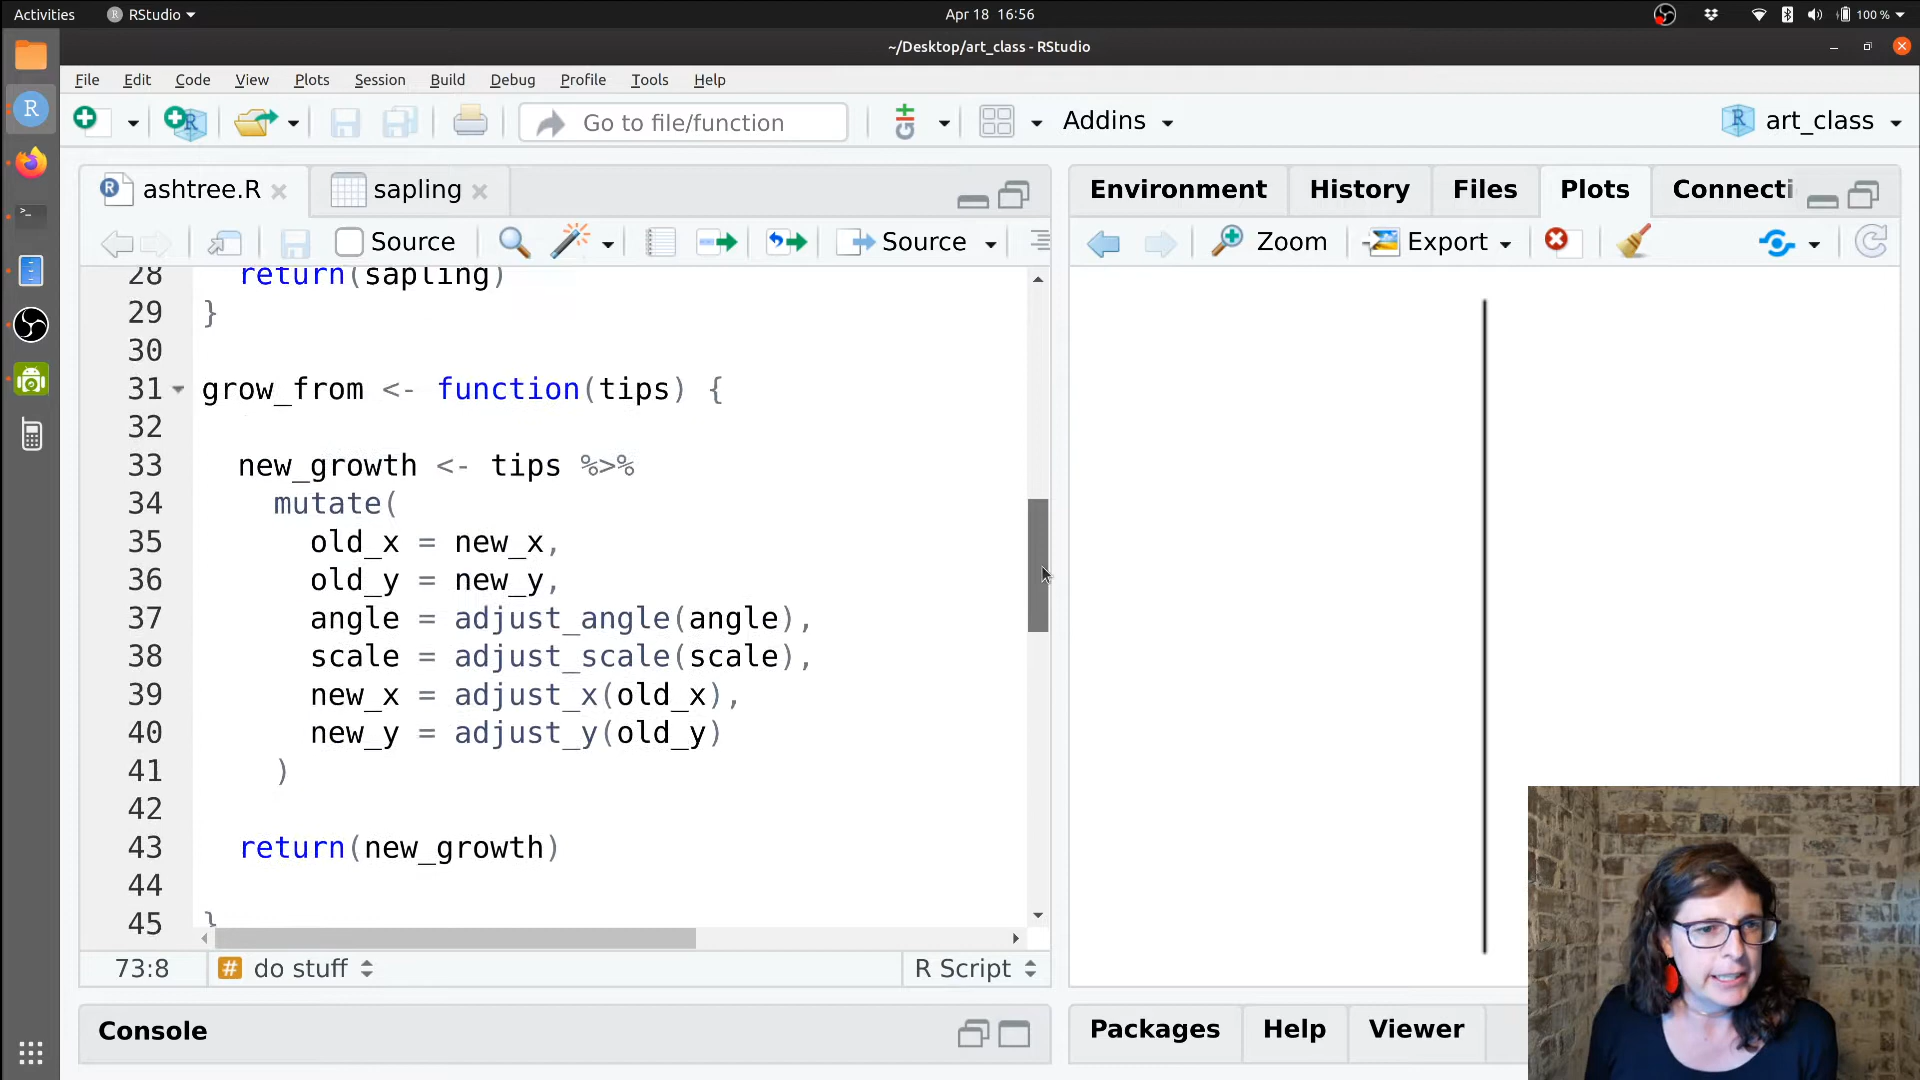 Activities
RStudio
Apr 18 16:56
100 %
~/Desktop/art_class - RStudio
File Edit Code View Plots Session Build Debug Profile Tools Help
Go to file/function
Addins
art_class
ashtree.R
sapling
Source
Source
28 return(sapling)
29 }
30
31 grow_from <- function(tips) {
32
33 new_growth <- tips %>%
34 mutate(
35 old_x = new_x,
36 old_y = new_y,
37 angle = adjust_angle(angle),
38 scale = adjust_scale(scale),
39 new_x = adjust_x(old_x),
40 new_y = adjust_y(old_y)
41 )
42
43 return(new_growth)
44
45 }
73:8
# do stuff
R Script
Console
Environment History Files Plots Connecti
Zoom
Export
Packages Help Viewer